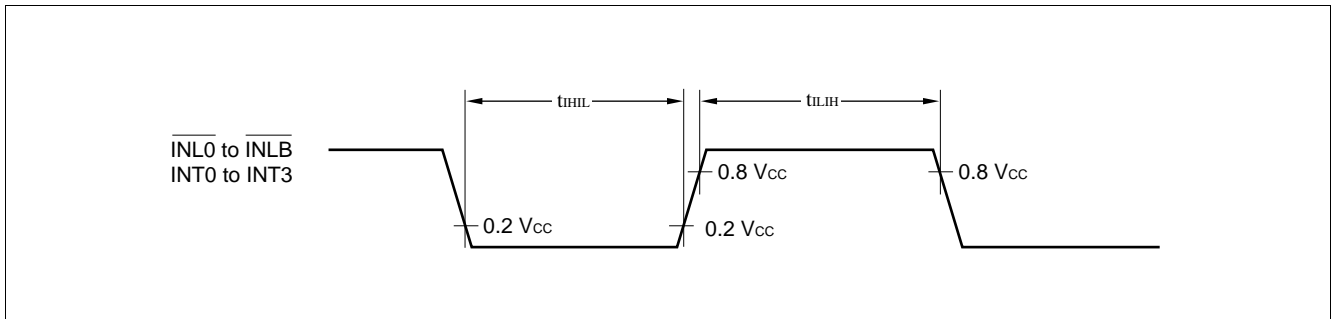 tIHIL
tILIH
INL0 to INLB
INT0 to INT3
0.8 VCC
0.8 VCC
0.2 VCC
0.2 VCC